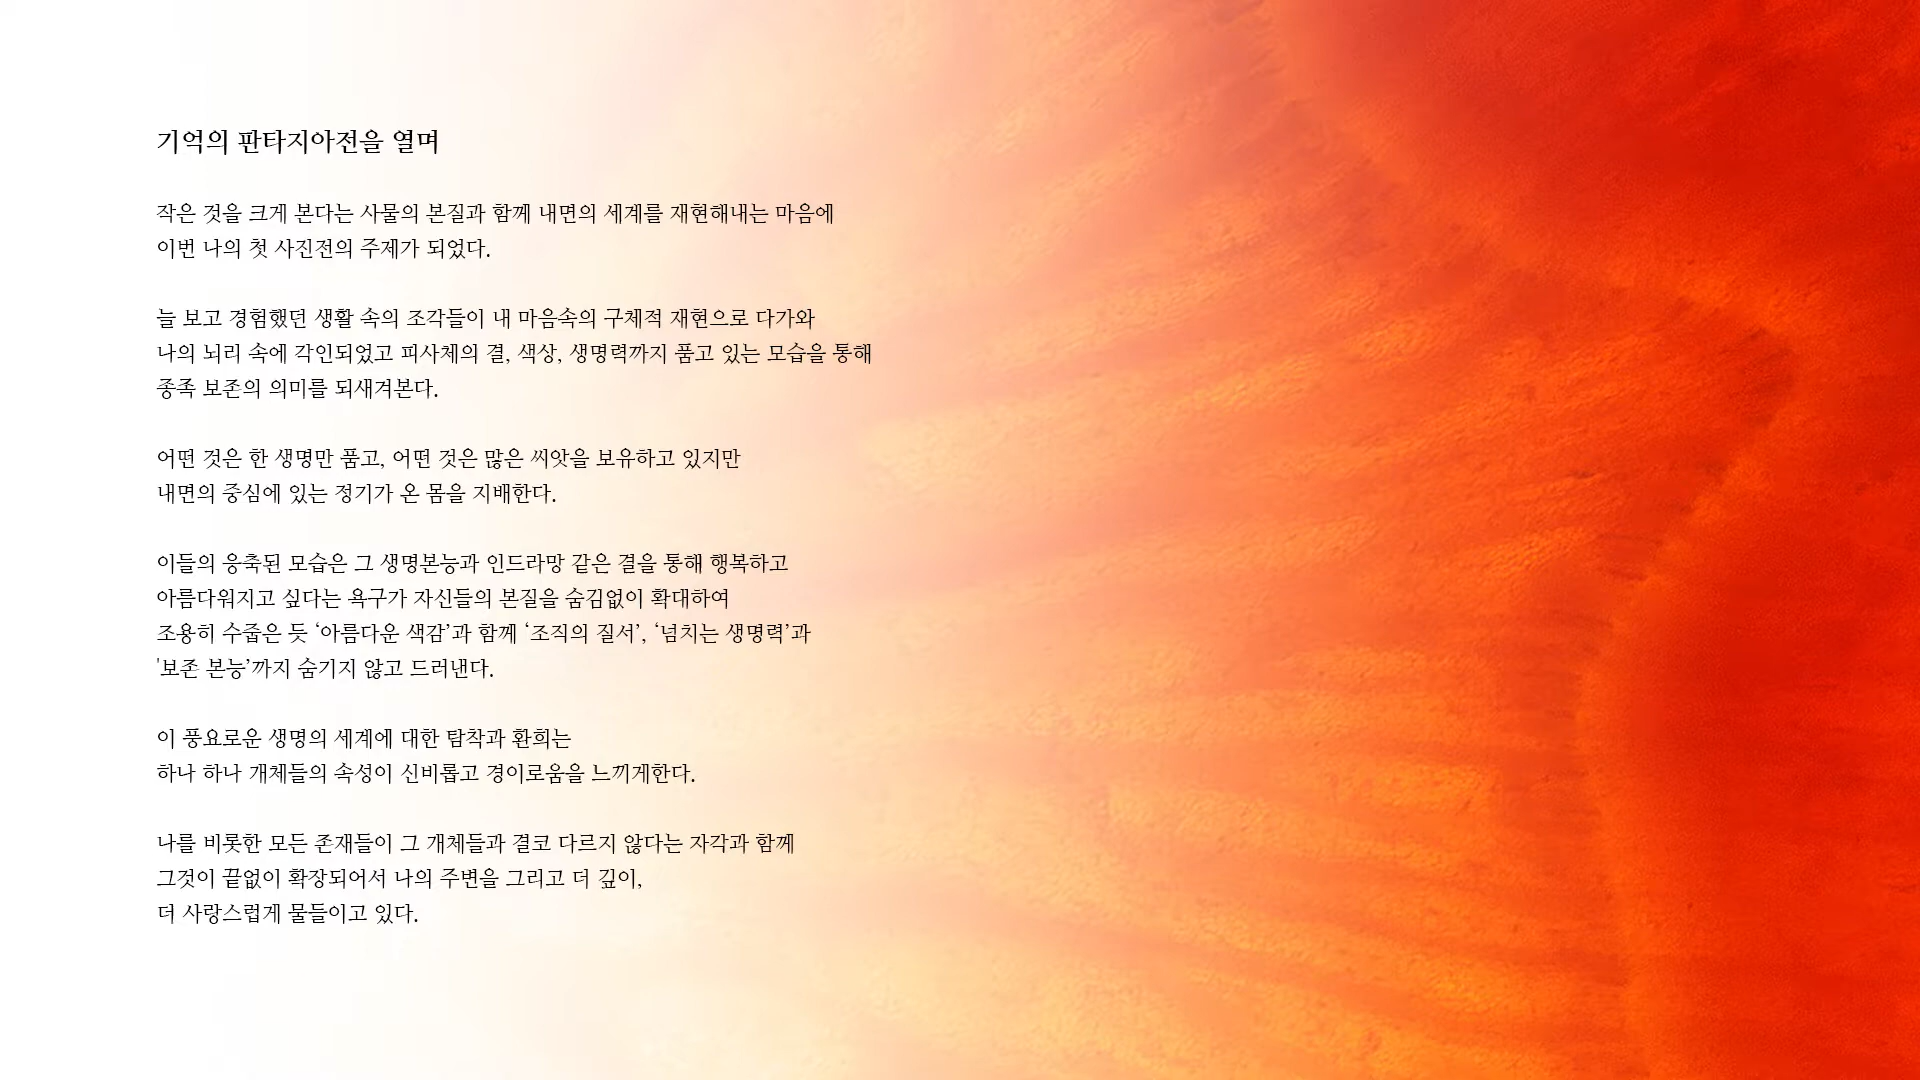 기억의 판타지아전을 열며
작은 것을 크게 본다는 사물의 본질과 함께 내면의 세계를 재현해내는 마음에
이번 나의 첫 사진전의 주제가 되었다.
늘 보고 경험했던 생활 속의 조각들이 내 마음속의 구체적 재현으로 다가와
나의 뇌리 속에 각인되었고 피사체의 결, 색상, 생명력까지 품고 있는 모습을 통해
종족 보존의 의미를 되새겨본다.
어떤 것은 한 생명만 품고, 어떤 것은 많은 씨앗을 보유하고 있지만
내면의 중심에 있는 정기가 온 몸을 지배한다.
이들의 응축된 모습은 그 생명본능과 인드라망 같은 결을 통해 행복하고
아름다워지고 싶다는 욕구가 자신들의 본질을 숨김없이 확대하여
조용히 수줍은 듯 ‘아름다운 색감’과 함께 ‘조직의 질서’, ‘넘치는 생명력’과
'보존 본능’까지 숨기지 않고 드러낸다.
이 풍요로운 생명의 세계에 대한 탐착과 환희는
하나 하나 개체들의 속성이 신비롭고 경이로움을 느끼게한다.
나를 비롯한 모든 존재들이 그 개체들과 결코 다르지 않다는 자각과 함께
그것이 끝없이 확장되어서 나의 주변을 그리고 더 깊이,
더 사랑스럽게 물들이고 있다.